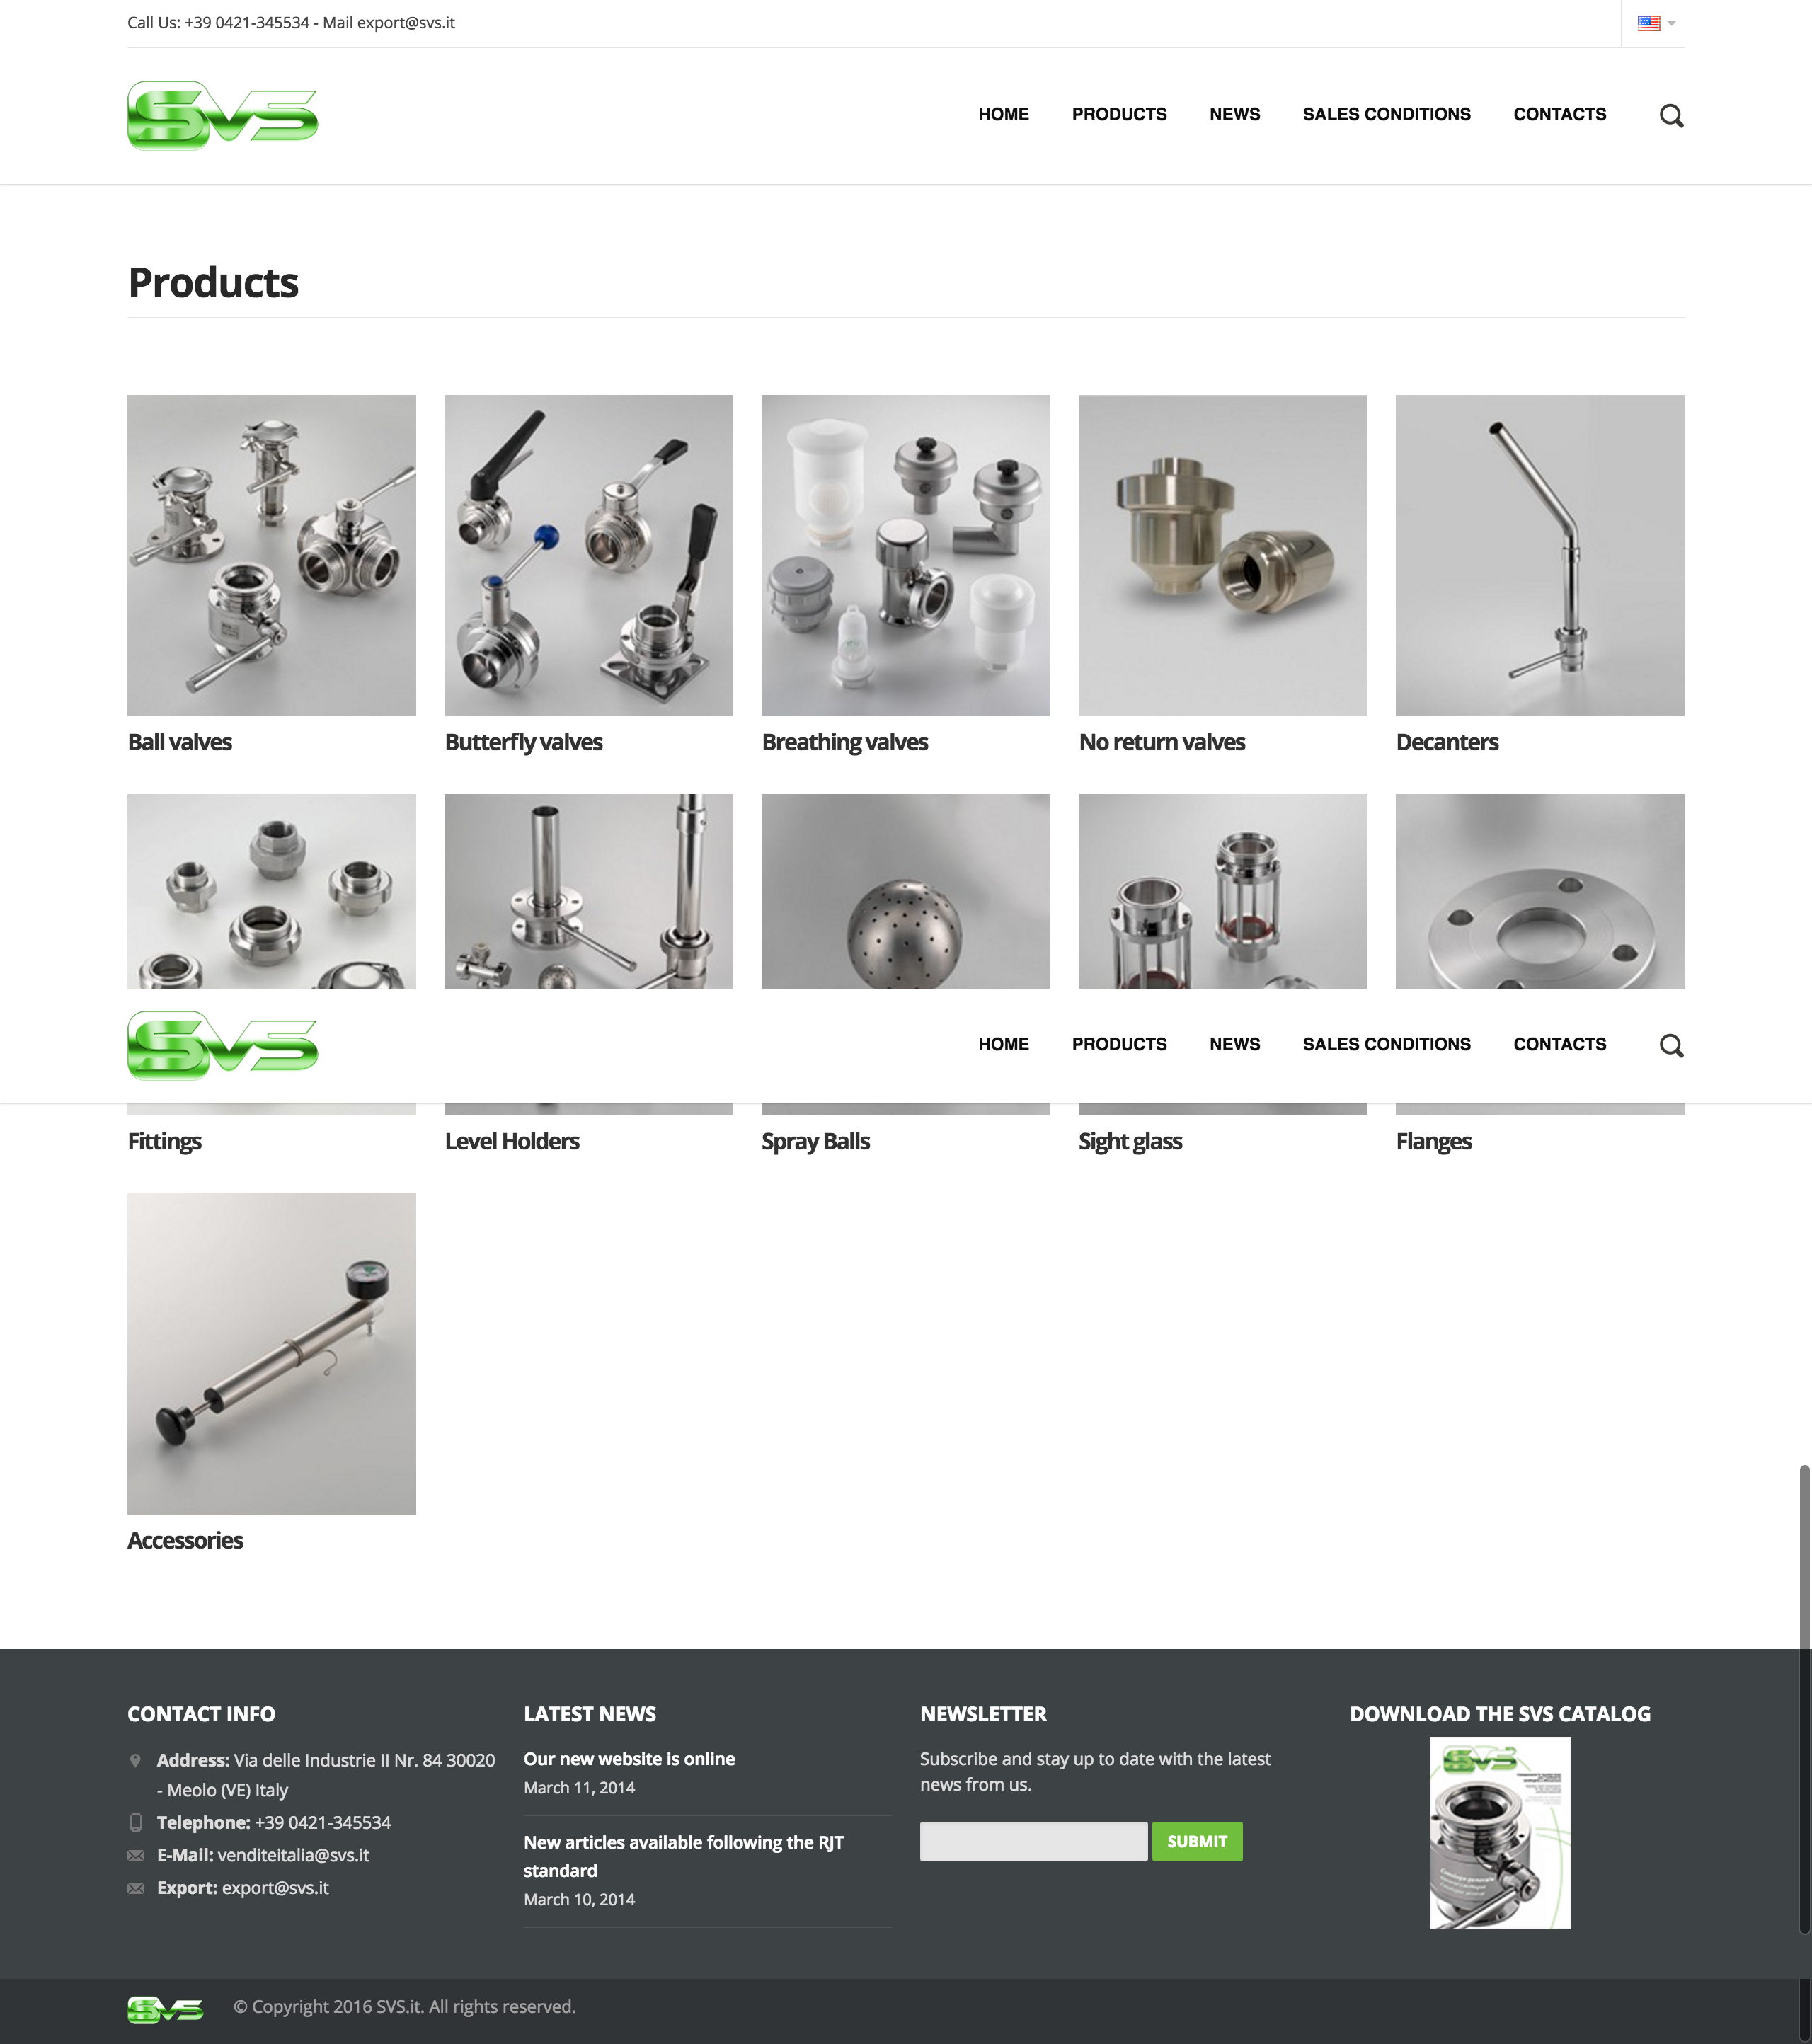 Call Us: +39 0421-345534 - Mail export@svs.it
SVS
HOME PRODUCTS NEWS SALES CONDITIONS CONTACTS
Products
Ball valves
Butterfly valves
Breathing valves
No return valves
Decanters
SVS
HOME PRODUCTS NEWS SALES CONDITIONS CONTACTS
Fittings
Level Holders
Spray Balls
Sight glass
Flanges
Accessories
CONTACT INFO
Address: Via delle Industrie II Nr. 84 30020
- Meolo (VE) Italy
Telephone: +39 0421-345534
E-Mail: venditeitalia@svs.it
Export: export@svs.it
LATEST NEWS
Our new website is online
March 11, 2014
New articles available following the RJT
standard
March 10, 2014
NEWSLETTER
Subscribe and stay up to date with the latest
news from us.
SUBMIT
DOWNLOAD THE SVS CATALOG
SVS
Catalogo generale
SVS
© Copyright 2016 SVS.it. All rights reserved.